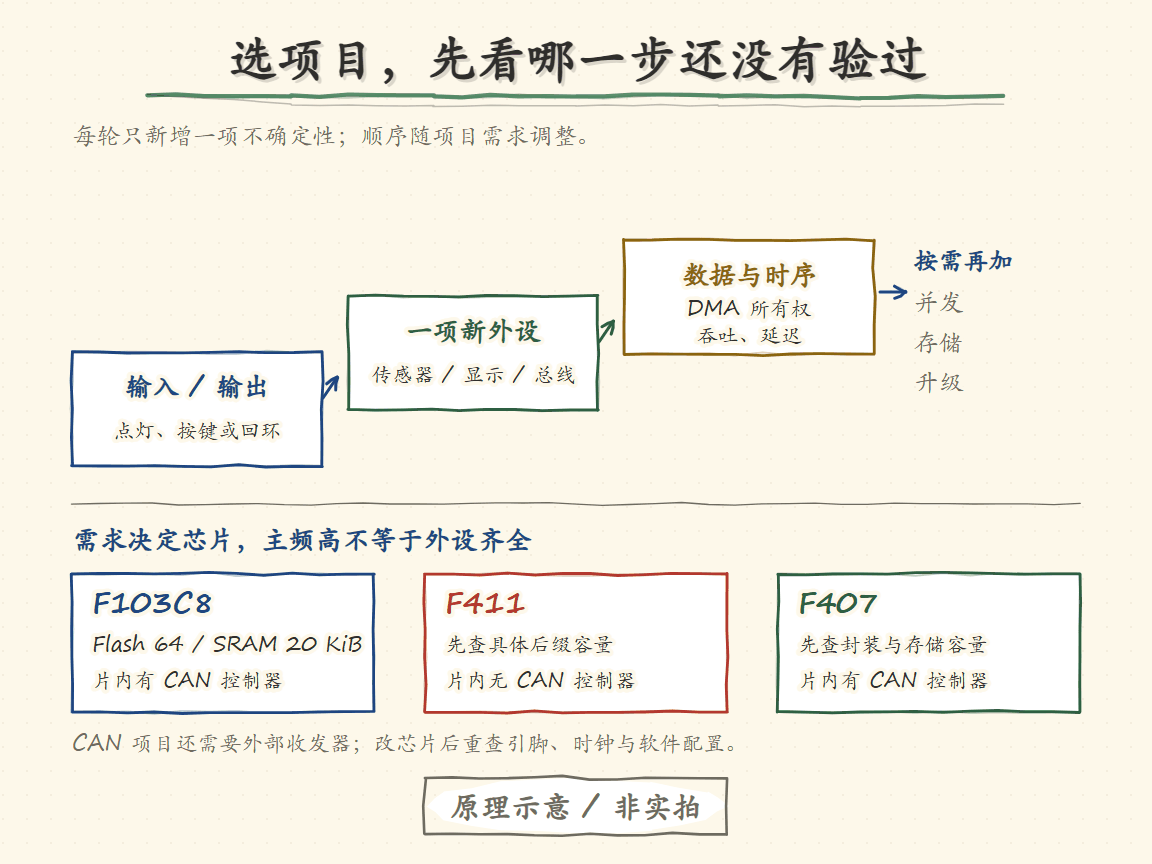 选项目，先看哪一步还没有验过
每轮只新增一项不确定性；顺序随项目需求调整。
输入 / 输出
点灯、按键或回环
一项新外设
传感器 / 显示 / 总线
数据与时序
DMA 所有权
吞吐、延迟
按需再加
并发
存储
升级
需求决定芯片，主频高不等于外设齐全
F103C8
Flash 64 / SRAM 20 KiB
片内有 CAN 控制器
F411
先查具体后缀容量
片内无 CAN 控制器
F407
先查封装与存储容量
片内有 CAN 控制器
CAN 项目还需要外部收发器；改芯片后重查引脚、时钟与软件配置。
原理示意 / 非实拍